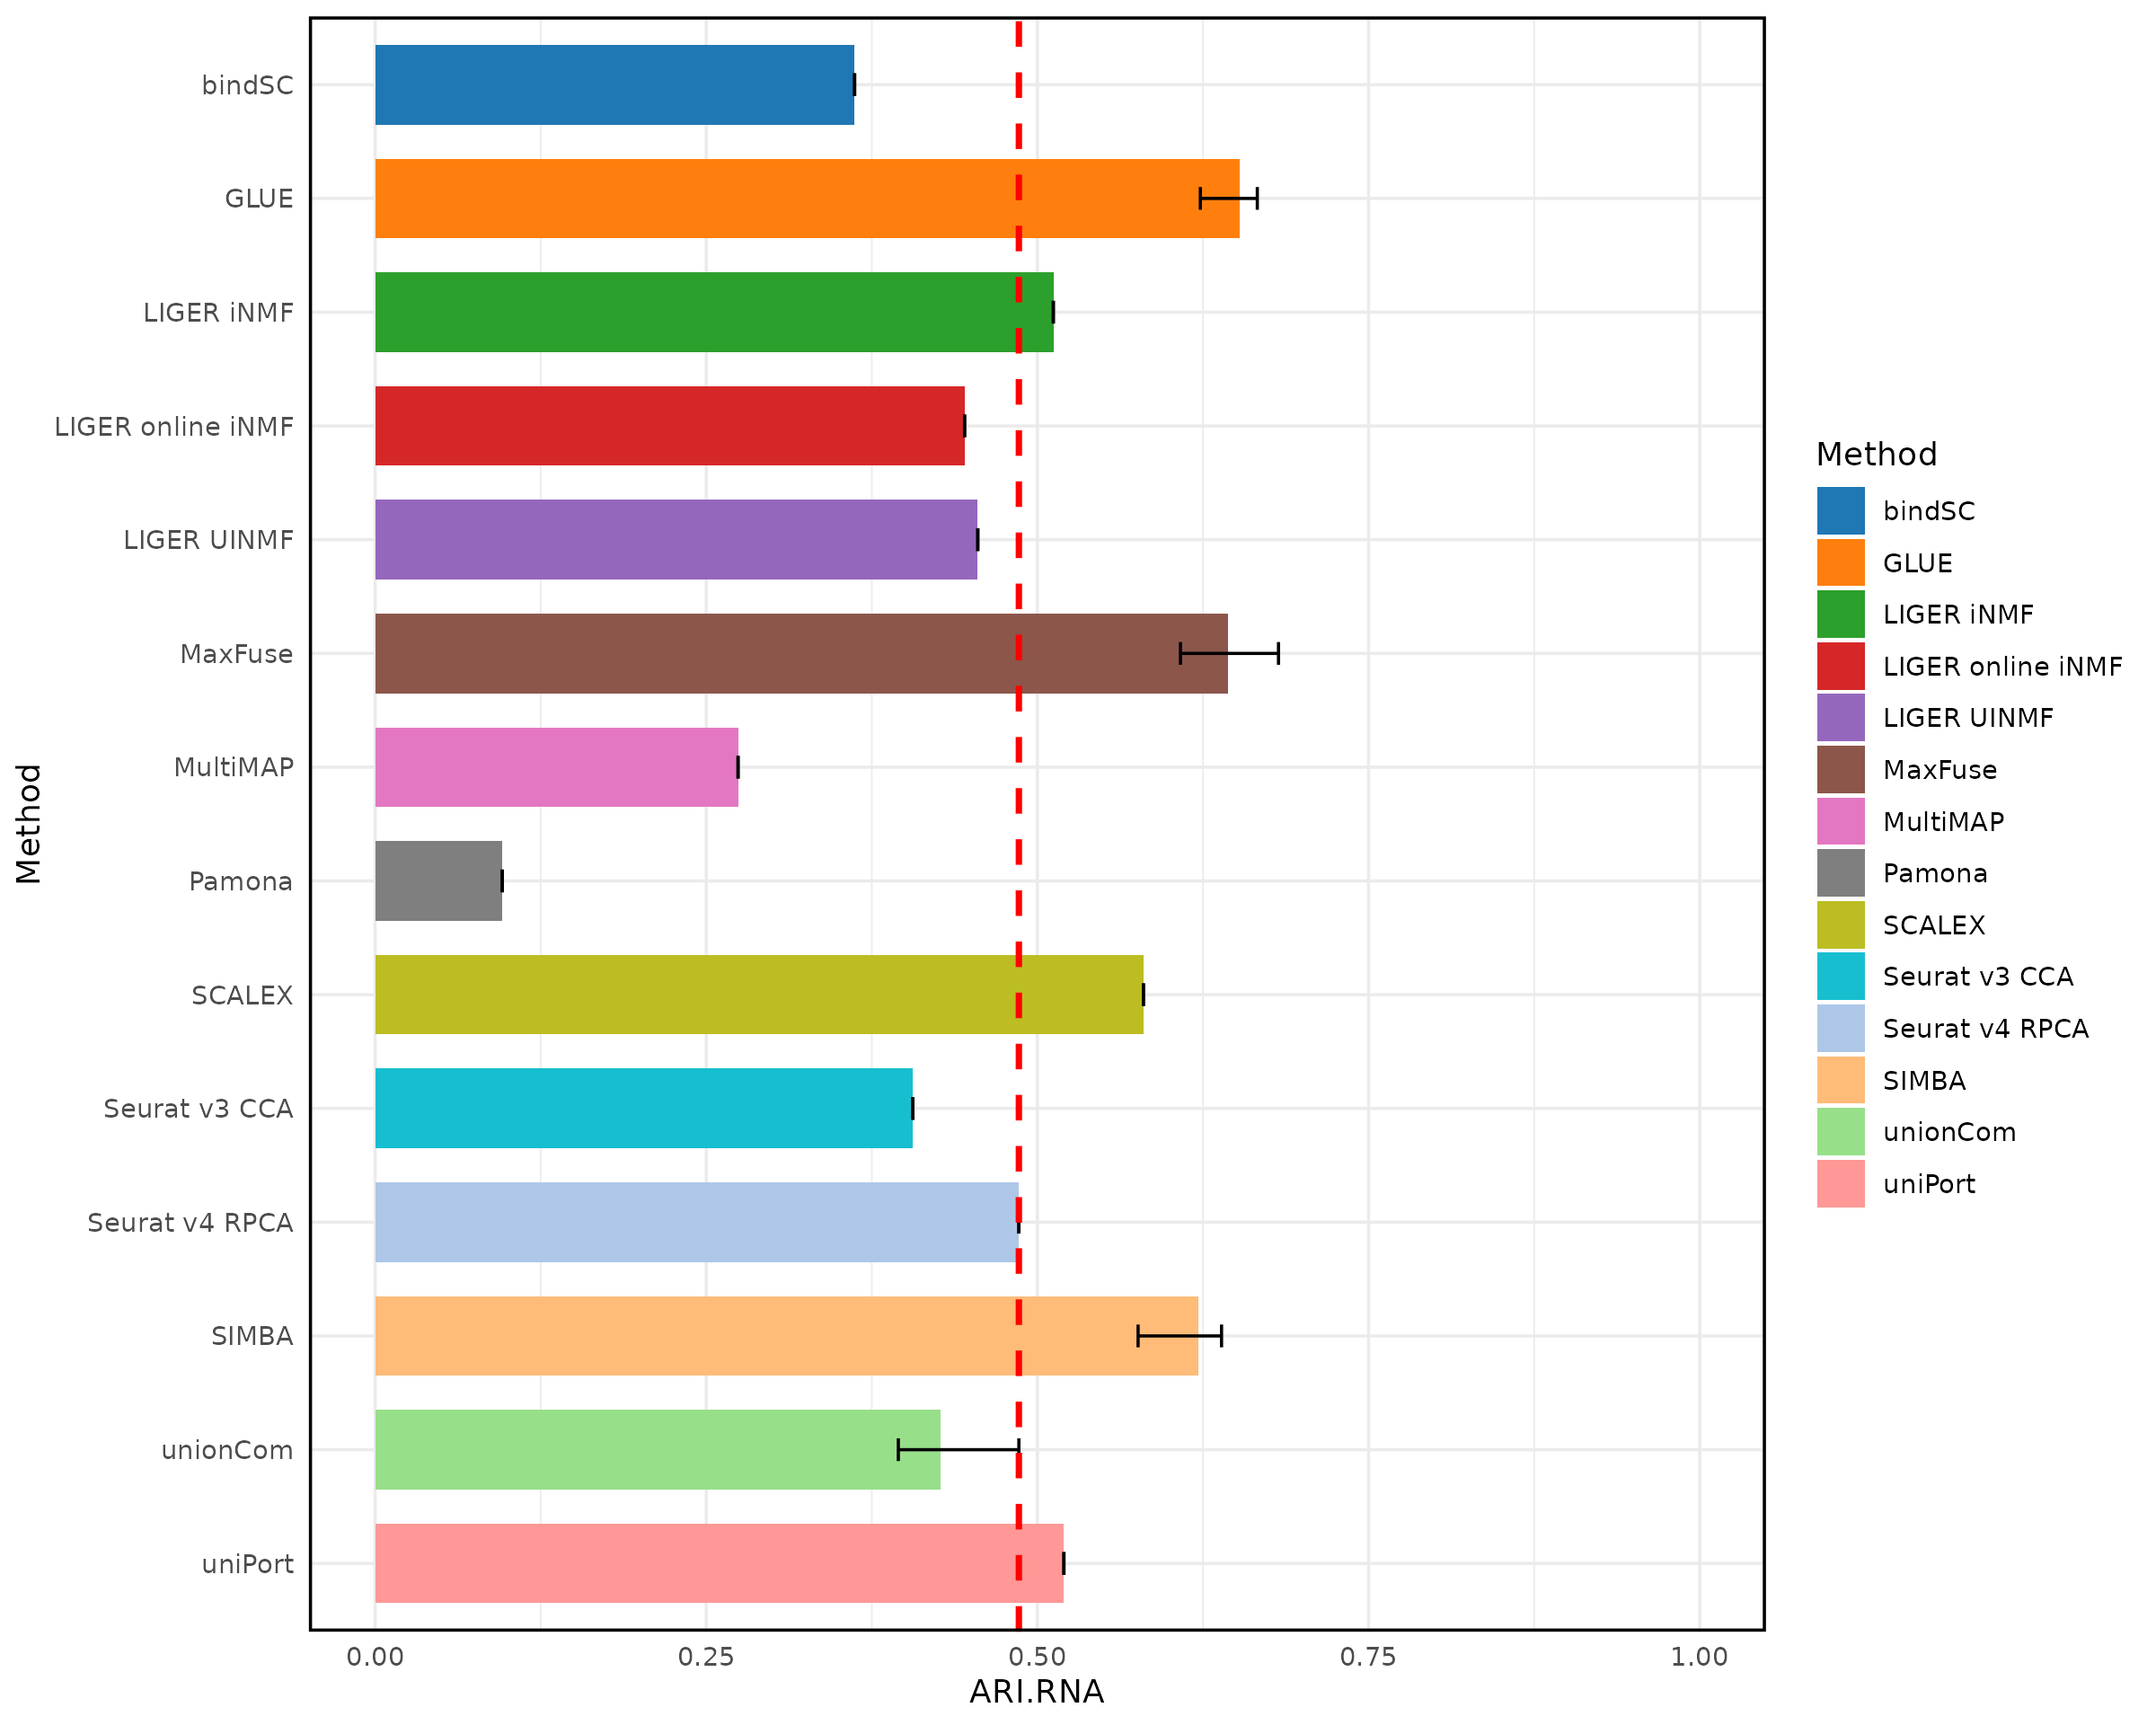 Method
bindSC
GLUE
LIGER iNMF
LIGER online iNMF
LIGER UINMF
MaxFuse
MultiMAP
Pamona
SCALEX
Seurat v3 CCA
Seurat v4 RPCA
SIMBA
unionCom
uniPort
0.00 0.25 0.50 0.75 1.00
ARI.RNA
Method
bindSC
GLUE
LIGER iNMF
LIGER online iNMF
LIGER UINMF
MaxFuse
MultiMAP
Pamona
SCALEX
Seurat v3 CCA
Seurat v4 RPCA
SIMBA
unionCom
uniPort